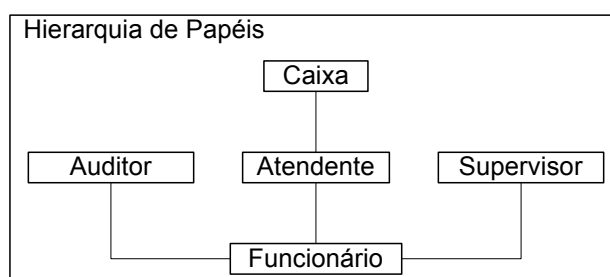 Hierarquia de Papéis
Caixa
Auditor
Atendente
Supervisor
Funcionário